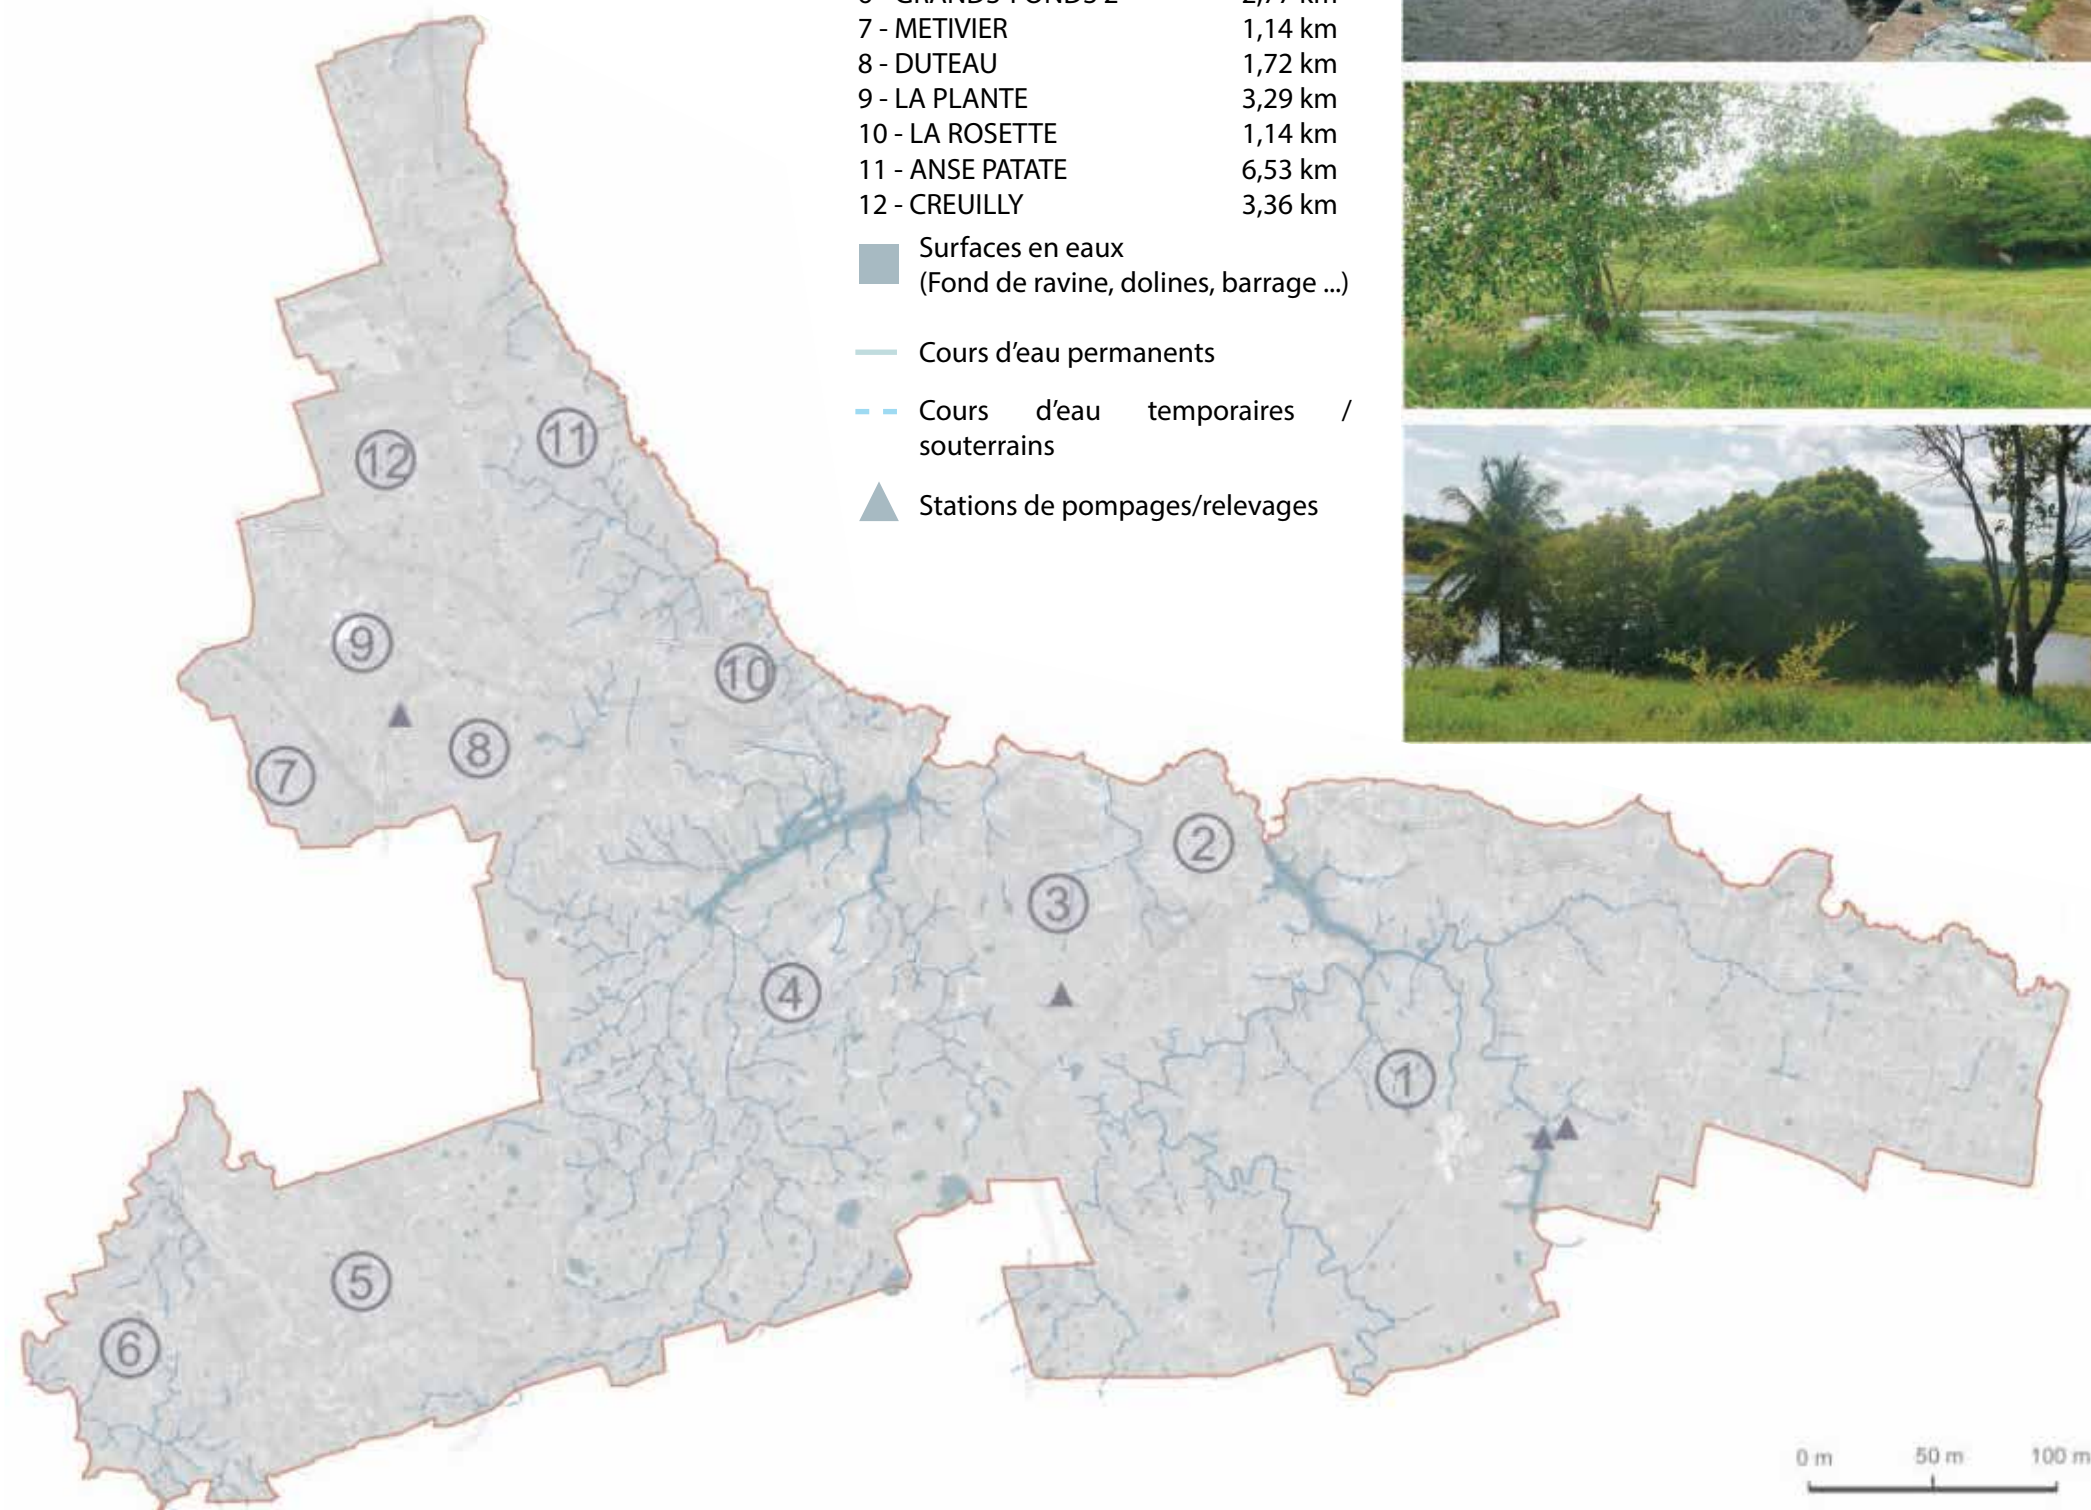 7 - METIVIER 1,14 km
8 - DUTEAU 1,72 km
9 - LA PLANTE 3,29 km
10 - LA ROSETTE 1,14 km
11 - ANSE PATATE 6,53 km
12 - CREUILLY 3,36 km
Surfaces en eaux
(Fond de ravine, dolines, barrage ...)
Cours d'eau permanents
Cours d'eau temporaires /
souterrains
Stations de pompages/relevages
11
12
9
10
8
7
2
3
4
1
5
6
0 m 50 m 100 m